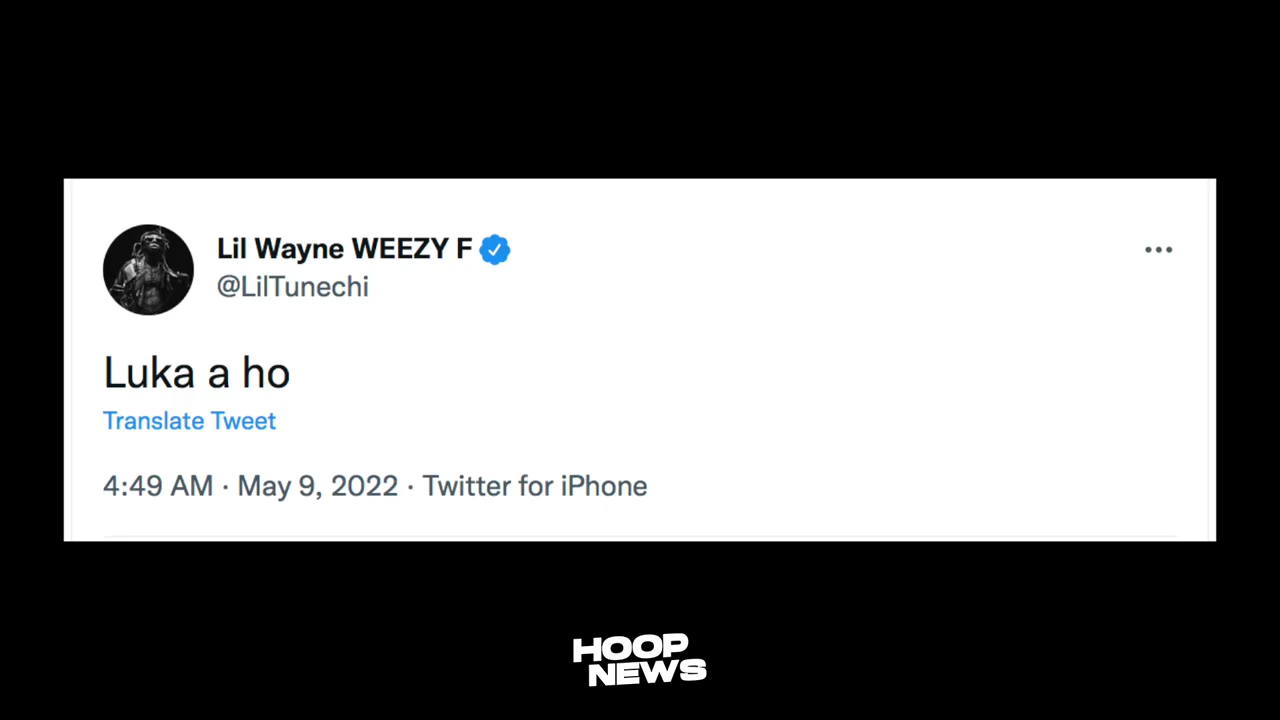 Lil Wayne WEEZY F
@LilTunechi
Luka a ho
Translate Tweet
4:49 AM · May 9, 2022 · Twitter for iPhone
HOOP
NEWS